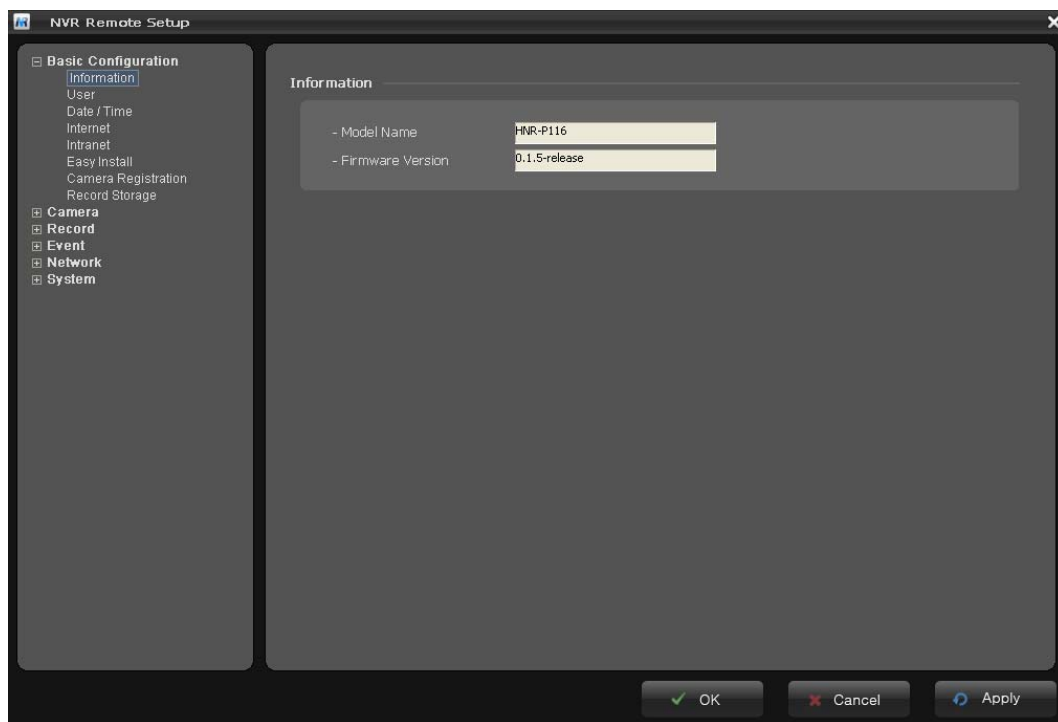 NVR Remote Setup
Basic Configuration
Information
User
Date / Time
Internet
Intranet
Easy Install
Camera Registration
Record Storage
Camera
Record
Event
Network
System
Information
- Model Name HNR-P116
- Firmware Version 0.1.5-release
OK Cancel Apply